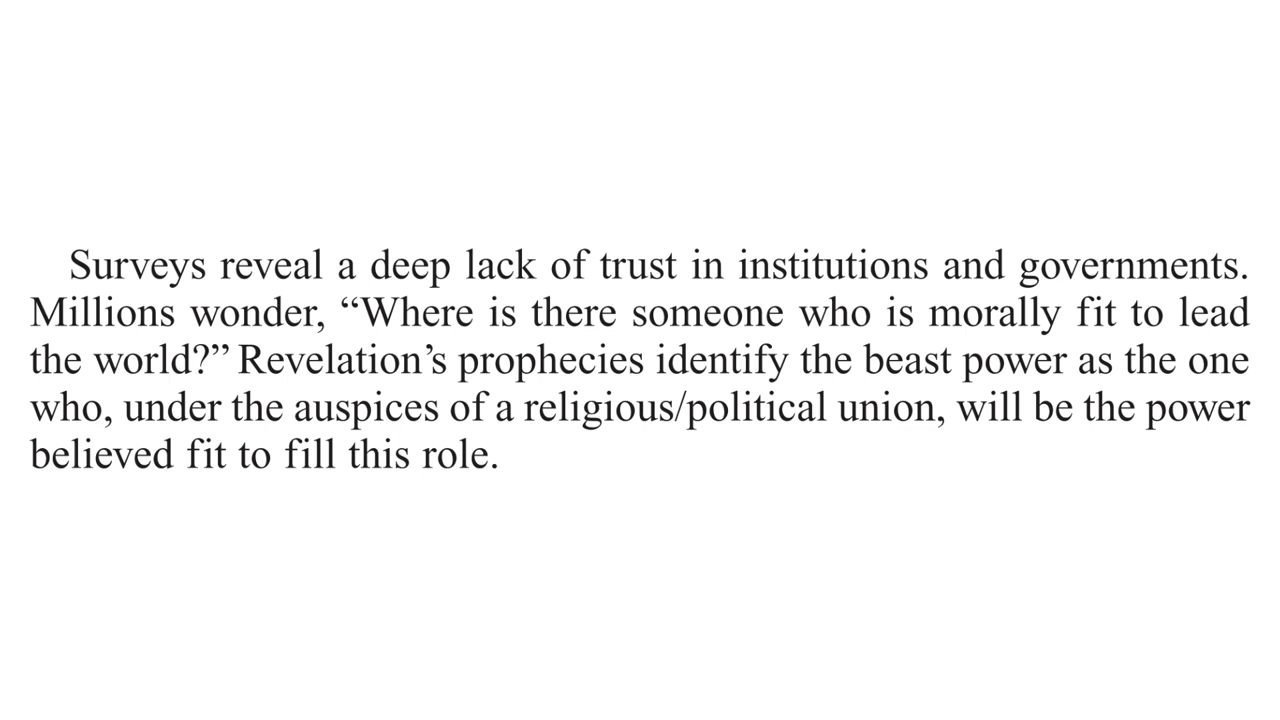 Surveys reveal a deep lack of trust in institutions and governments.
Millions wonder, “Where is there someone who is morally fit to lead
the world?” Revelation’s prophecies identify the beast power as the one
who, under the auspices of a religious/political union, will be the power
believed fit to fill this role.